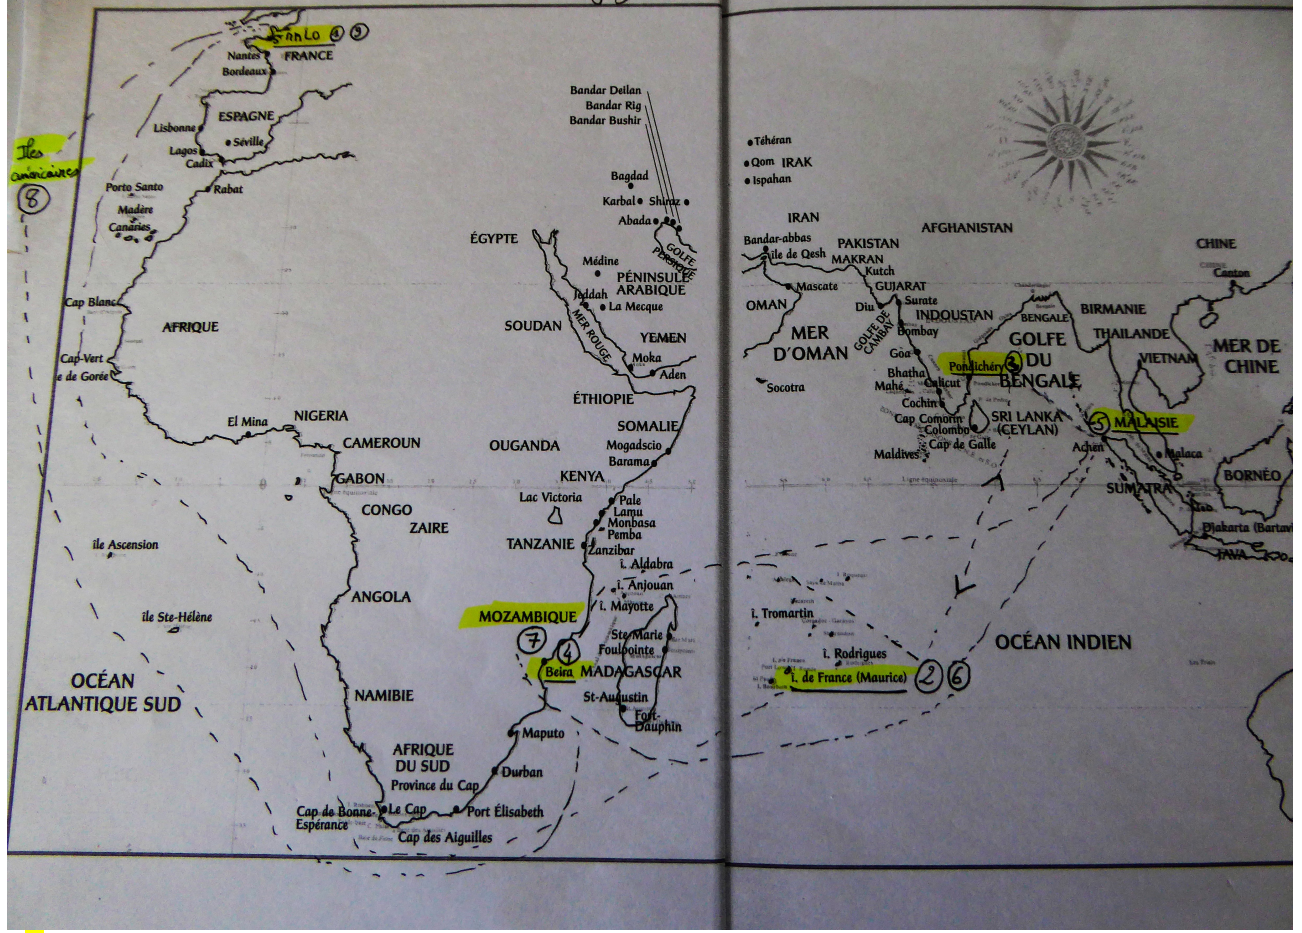 St MALO ① ⑨
Nantes
FRANCE
Bordeaux
ESPAGNE
Lisbonne
Séville
Lagos
Cadix
Iles
⑧
Porto Santo
Rabat
Madère
Canaries
Cap Blanc
AFRIQUE
Cap-Vert
e de Gorée
El Mina
NIGERIA
CAMEROUN
GABON
CONGO
ZAIRE
île Ascension
ANGOLA
île Ste-Hélène
OCÉAN
ATLANTIQUE SUD
NAMIBIE
AFRIQUE
DU SUD
Province du Cap
Cap de Bonne-
Espérance
Le Cap
Port Élisabeth
Cap des Aiguilles
Durban
Maputo
Bandar Deilan
Bandar Rig
Bandar Bushir
Bagdad
Karbal
Shiraz
Abada
GOLFE
PERSIQUE
ÉGYPTE
Médine
PÉNINSULE
ARABIQUE
Jeddah
La Mecque
MER ROUGE
SOUDAN
YEMEN
Moka
Aden
ÉTHIOPIE
SOMALIE
OUGANDA
Mogadscio
Barama
KENYA
Lac Victoria
Pale
Lamu
Monbasa
Pemba
TANZANIE
Zanzibar
î. Aldabra
î. Anjouan
î. Mayotte
MOZAMBIQUE
⑦ ④
Ste-Marie
Foulpointe
Beira
MADAGASCAR
St-Augustin
Fort-
Dauphin
Téhéran
Qom
IRAK
Ispahan
IRAN
AFGHANISTAN
Bandar-abbas
île de Qesh
PAKISTAN
MAKRAN
Kutch
GUJARAT
Mascate
OMAN
Diu
Surate
INDOUSTAN
GOLFE DE
CAMBAY
Bombay
MER
D'OMAN
Goa
Pondichéry ③
Bhatha
Mahé
Calicut
Socotra
Cochin
Cap Comorin
Colombo
Cap de Galle
Maldives
SRI LANKA
(CEYLAN)
BENGALE
GOLFE
DU
BENGALE
BIRMANIE
THAILANDE
VIETNAM
CHINE
Canton
MER DE
CHINE
⑤ MALAISIE
Achen
Malaca
SUMATRA
BORNÉO
Djakarta (Bartavi
JAVA
Ligne équinoxiale
î. Tromartin
î. Rodrigues
î. de France (Maurice) ② ⑥
OCÉAN INDIEN